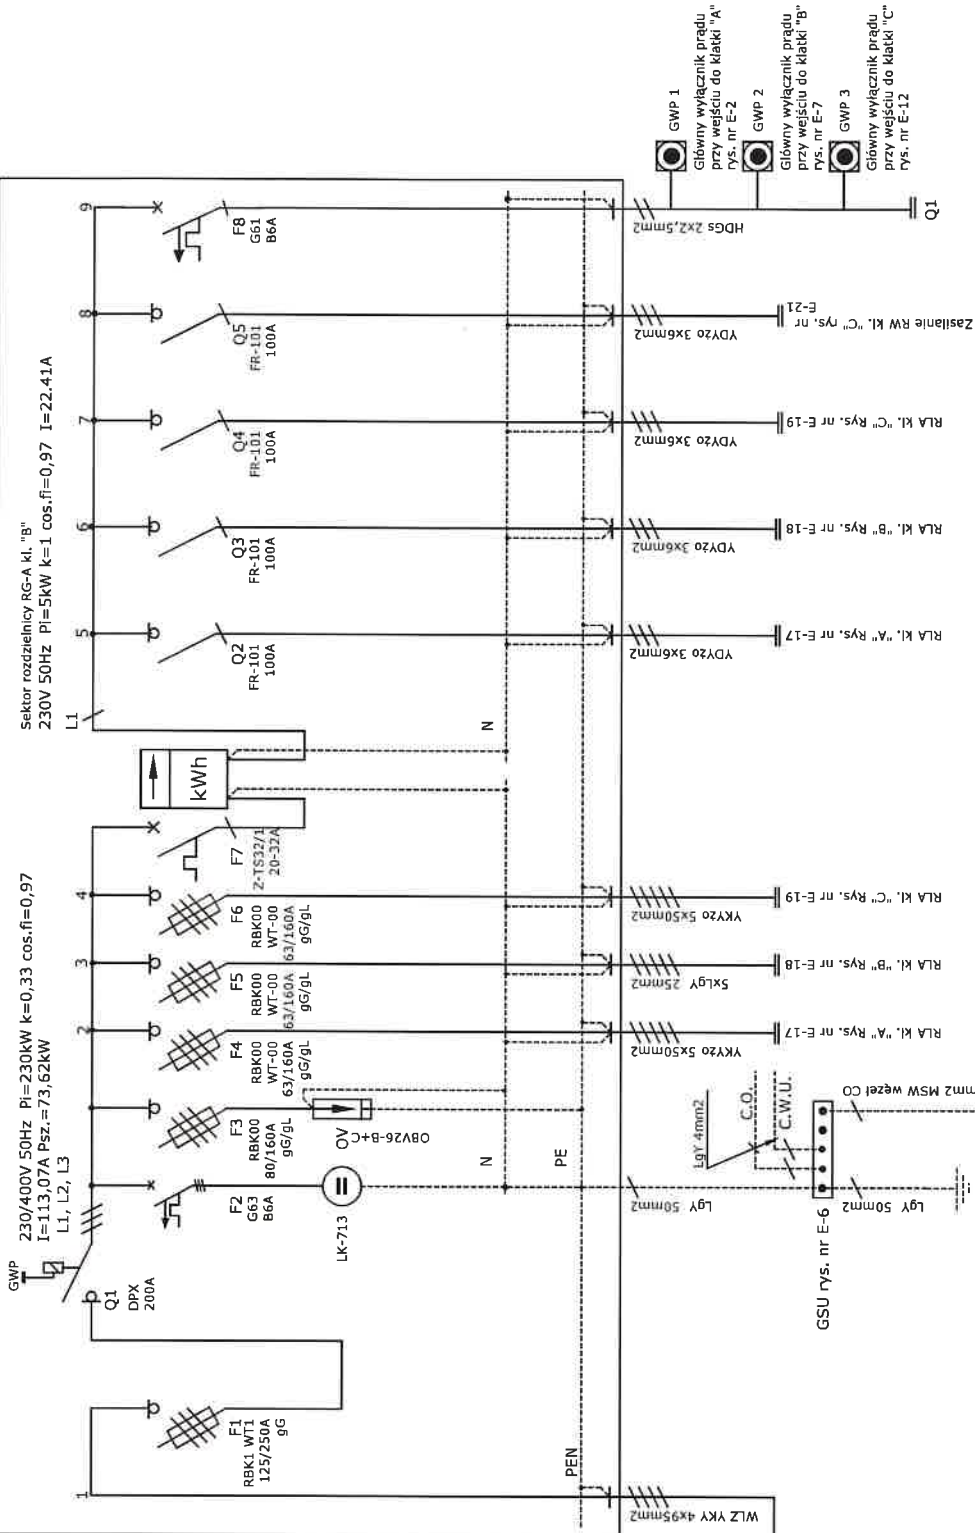 GWP
230/400V 50Hz Pi=230kW k=0,33 cos.fi=0,97
I=113,07A Psz.=73,62kW
L1, L2, L3
Sektor rozdzielnicy RG-A kl. "B"
230V 50Hz Pi=5kW k=1 cos.fi=0,97 I=22.41A
L1
1
2
3
4
5
6
7
8
9
F1
RBK1 WT1
125/250A
gG
Q1
DPX
200A
F2
G63
B6A
LK-713
F3
RBK00
80/160A
gG/gL
OV
OBV26-B+C
F4
RBK00
WT-00
63/160A
gG/gL
F5
RBK00
WT-00
63/160A
gG/gL
F6
RBK00
WT-00
63/160A
gG/gL
F7
Z-TS32/1
20-32A
kWh
Q2
FR-101
100A
Q3
FR-101
100A
Q4
FR-101
100A
Q5
FR-101
100A
F8
G61
B6A
N
N
PE
PEN
WLZ YKY 4x95mm2
LgY 50mm2
LgY 4mm2
C.O.
C.W.U.
GSU rys. nr E-6
LgY 50mm2
mm2 MSW węzeł CO
YKYżo 5x50mm2
RLA kl. "A" Rys. nr E-17
5xLgY 25mm2
RLA kl. "B" Rys. nr E-18
YKYżo 5x50mm2
RLA kl. "C" Rys. nr E-19
YDYżo 3x6mm2
RLA kl. "A" Rys. nr E-17
YDYżo 3x6mm2
RLA kl. "B" Rys. nr E-18
YDYżo 3x6mm2
RLA kl. "C" Rys. nr E-19
YDYżo 3x6mm2
Zasilanie RW kl. "C" rys. nr
E-21
HDGs 2x2,5mm2
Q1
GWP 1
Główny wyłącznik prądu
przy wejściu do klatki "A"
rys. nr E-2
GWP 2
Główny wyłącznik prądu
przy wejściu do klatki "B"
rys. nr E-7
GWP 3
Główny wyłącznik prądu
przy wejściu do klatki "C"
rys. nr E-12